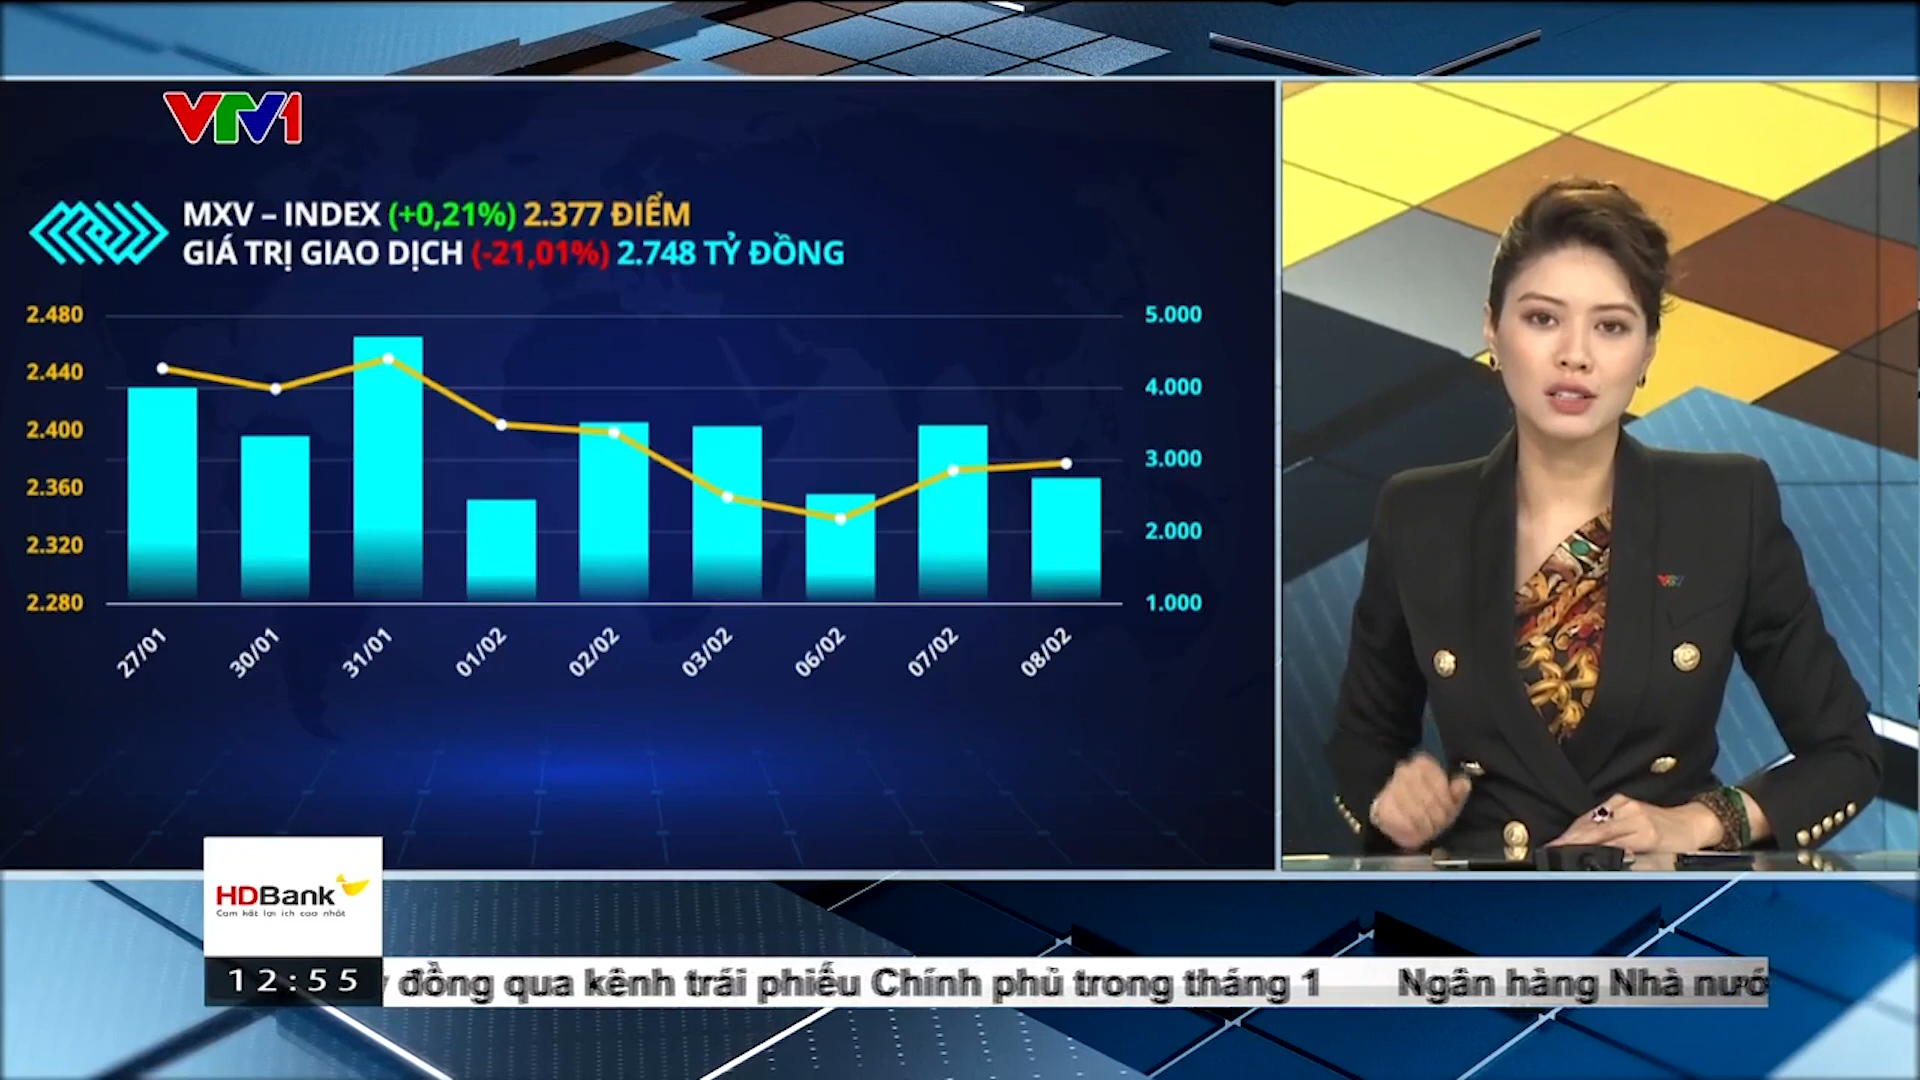 VTV1
MXV – INDEX (+0,21%) 2.377 ĐIỂM
GIÁ TRỊ GIAO DỊCH (-21,01%) 2.748 TỶ ĐỒNG
2.480
2.440
2.400
2.360
2.320
2.280
5.000
4.000
3.000
2.000
1.000
27/01 30/01 31/01 01/02 02/02 03/02 06/02 07/02 08/02
VTV
HDBank
Cam kết lợi ích cao nhất
12:55
đồng qua kênh trái phiếu Chính phủ trong tháng 1 Ngân hàng Nhà nướ